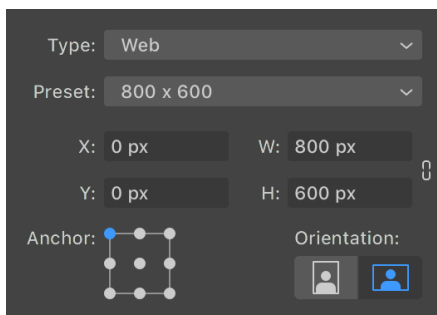 Type: Web
Preset: 800 x 600
X: 0 px W: 800 px
Y: 0 px H: 600 px
Anchor: Orientation: